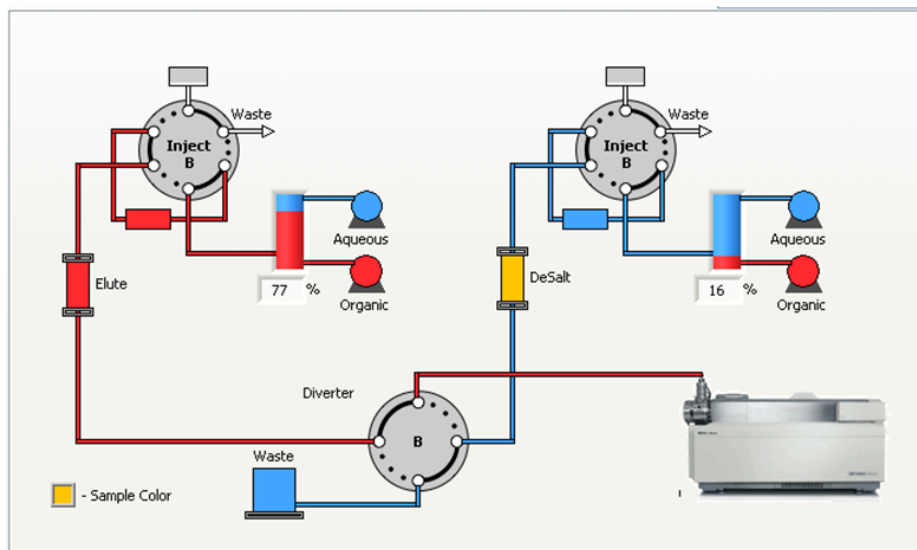 Waste
Inject
B
Aqueous
77 %
Organic
Elute
Waste
Inject
B
Aqueous
16 %
Organic
DeSalt
Diverter
B
Waste
- Sample Color